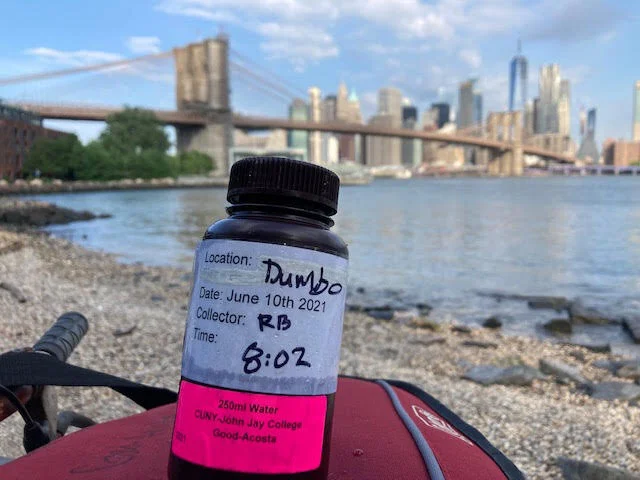 Location: Dumbo
Date: June 10th 2021
Collector: RB
Time: 8:02
250ml Water
CUNY-John Jay College
Good-Acosta